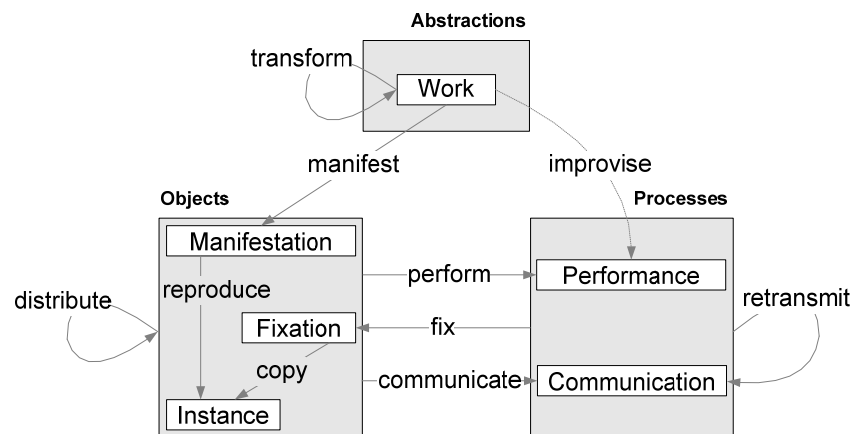 Abstractions
transform
Work
manifest
improvise
Objects
Processes
Manifestation
perform
Performance
reproduce
distribute
retransmit
Fixation
fix
copy
communicate
Communication
Instance